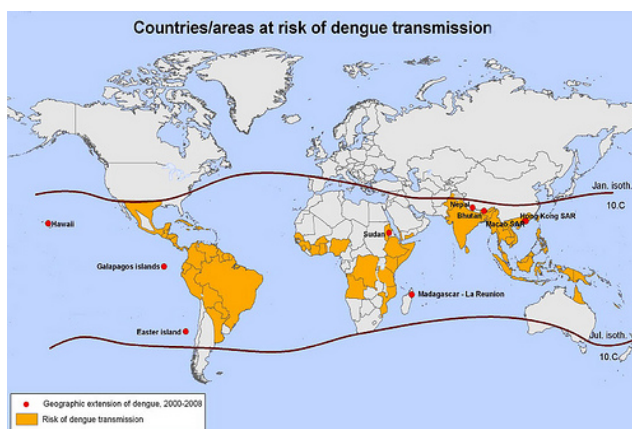 Countries/areas at risk of dengue transmission
Jan. isoth.
10.C
Nepal
Bhutan
Hong Kong SAR
Macao SAR
Hawaii
Sudan
Galapagos islands
Madagascar - La Reunion
Easter island
Jul. isoth.
10.C
Geographic extension of dengue, 2000-2008
Risk of dengue transmission